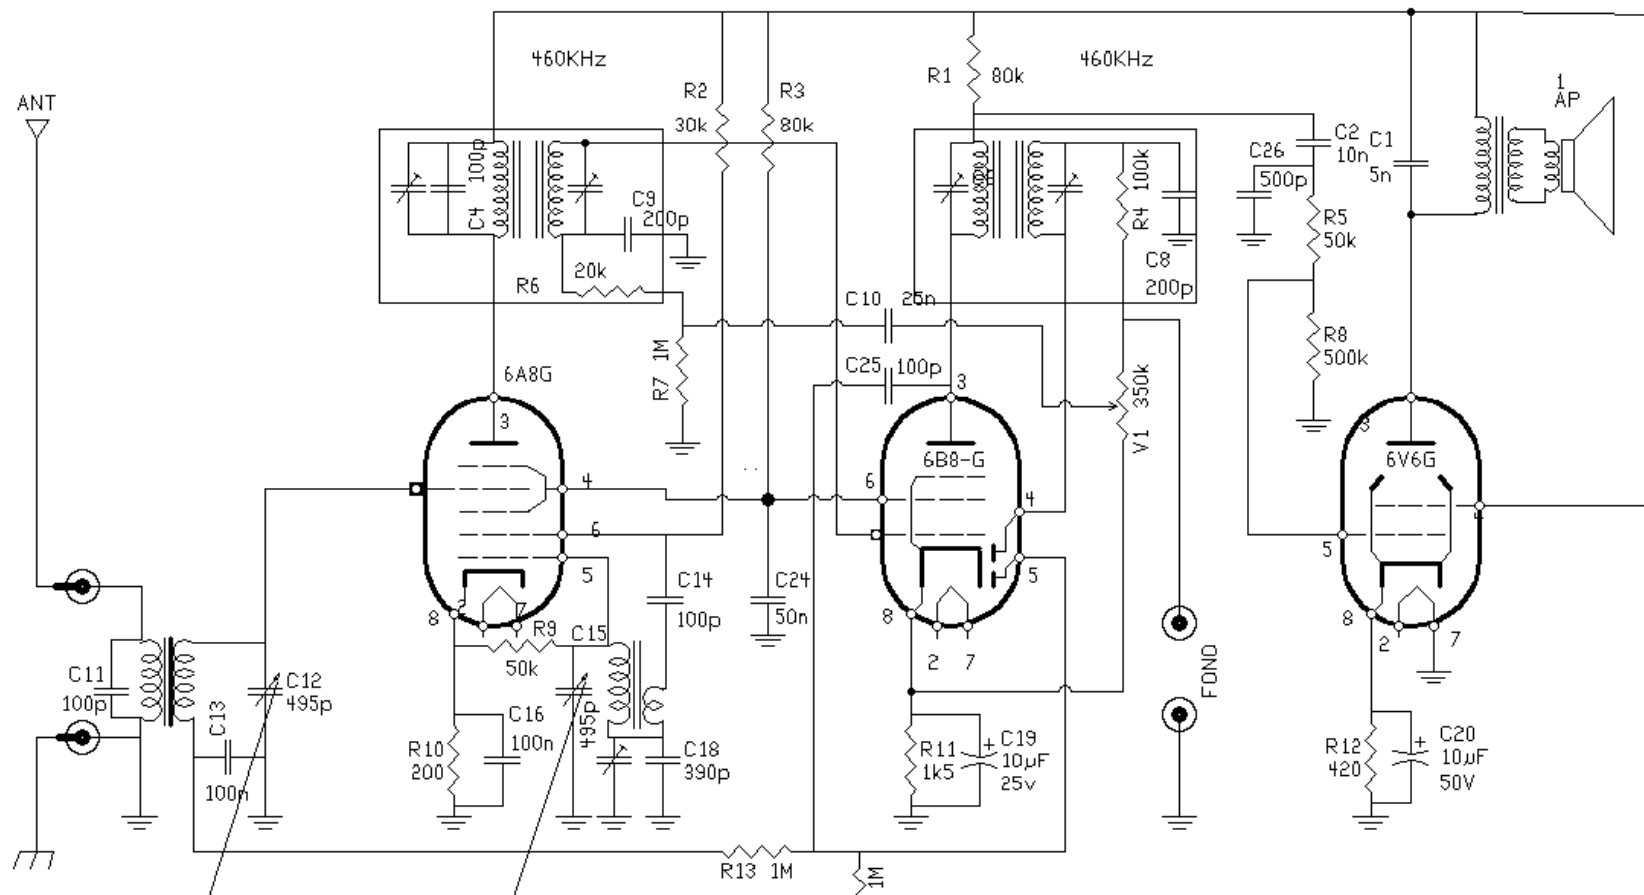 460KHz
R2
30k
R3
80k
R1
80k
460KHz
1
AP
ANT
100p
C4
C9
200p
100k
R4
C26
500p
C2
10n
C1
5n
R5
50k
20k
R6
C8
200p
C10
25n
1M
R7
C25
100p
R8
500k
6A8G
3
3
350k
V1
3
6B8-G
6V6G
6
4
4
4
6
5
5
5
C14
100p
C24
50n
8
7
R9
50k
C15
8
2
7
8
2
7
FONO
C11
100p
C12
495p
C13
100n
495p
C16
100n
R10
200
C18
390p
R11
1k5
C19
+
10µF
25v
R12
420
C20
+
10µF
50V
R13
1M
1M